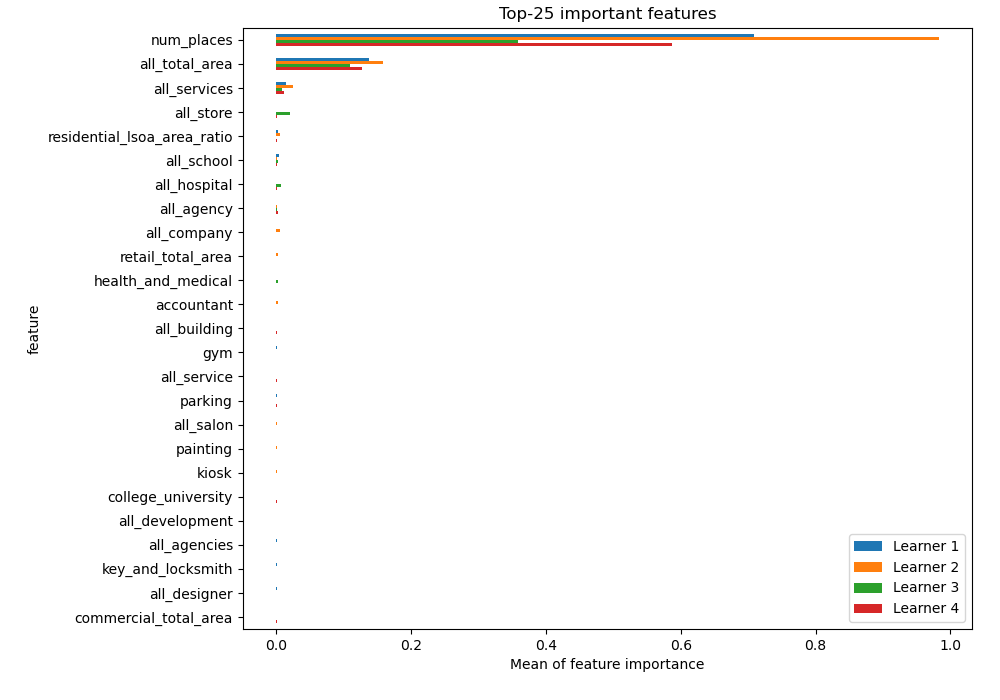 Top-25 important features
num_places
all_total_area
all_services
all_store
residential_lsoa_area_ratio
all_school
all_hospital
all_agency
all_company
retail_total_area
health_and_medical
accountant
all_building
gym
all_service
parking
all_salon
painting
kiosk
college_university
all_development
all_agencies
key_and_locksmith
all_designer
commercial_total_area
feature
Learner 1
Learner 2
Learner 3
Learner 4
0.0 0.2 0.4 0.6 0.8 1.0
Mean of feature importance